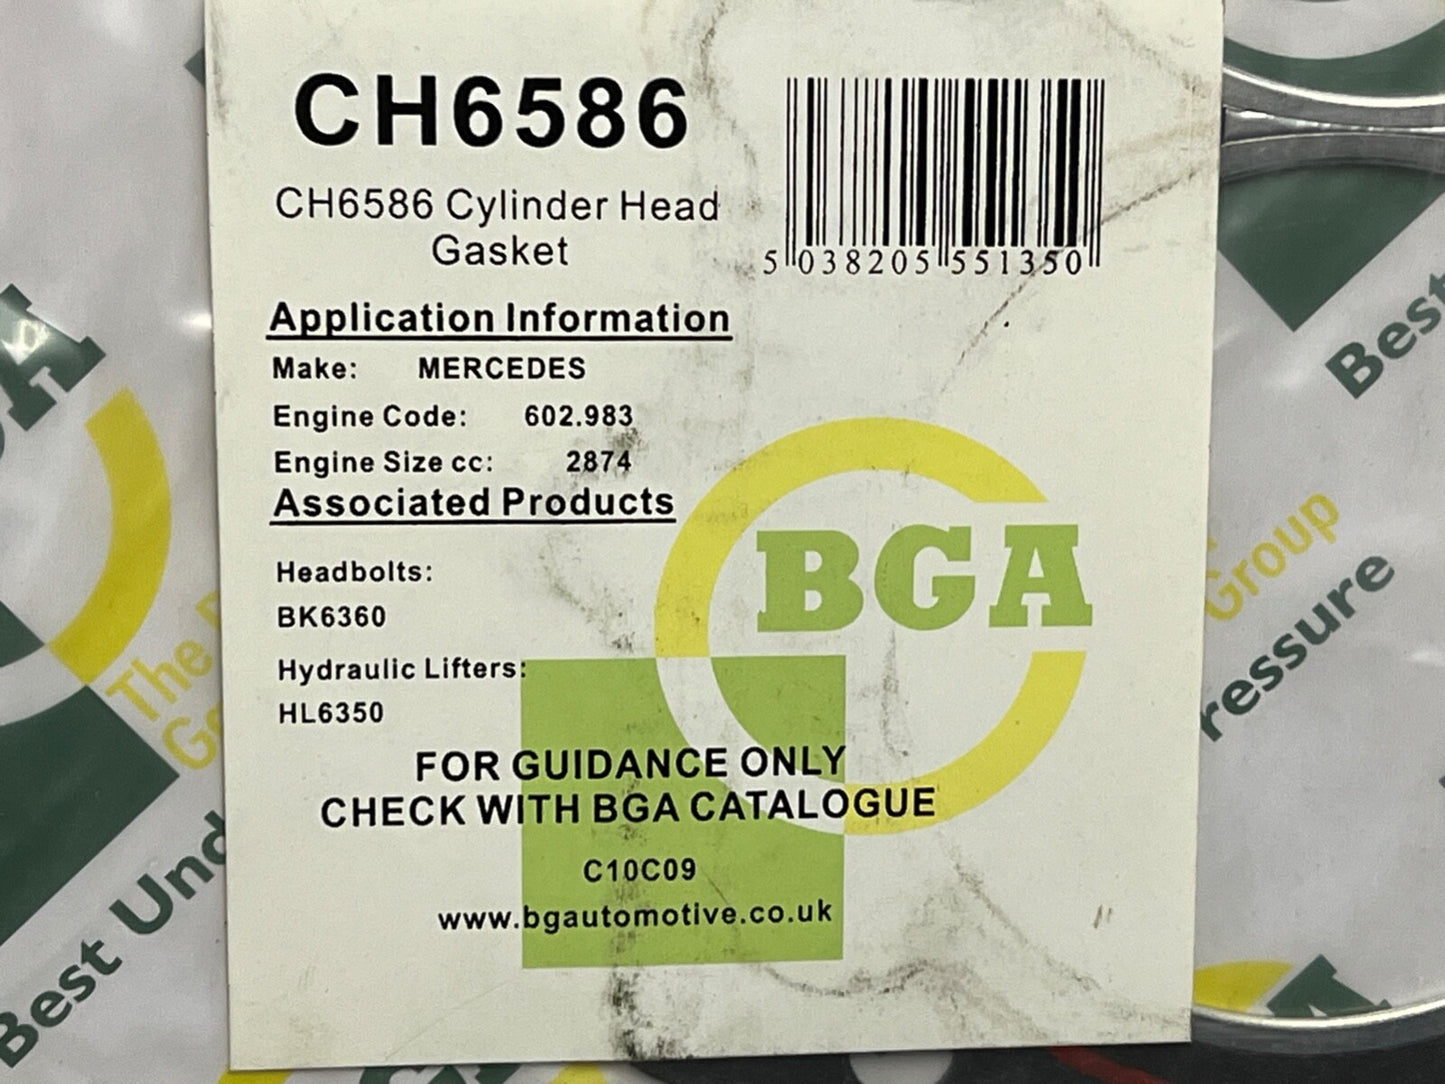 CH6586
CH6586 Cylinder Head
Gasket
5 038205 551350
Application Information
Make: MERCEDES
Engine Code: 602.983
Engine Size cc: 2874
Associated Products
Headbolts:
BK6360
Hydraulic Lifters:
HL6350
BGA
FOR GUIDANCE ONLY
CHECK WITH BGA CATALOGUE
C10C09
www.bgautomotive.co.uk
The
Best Und
Best
Group
ressure